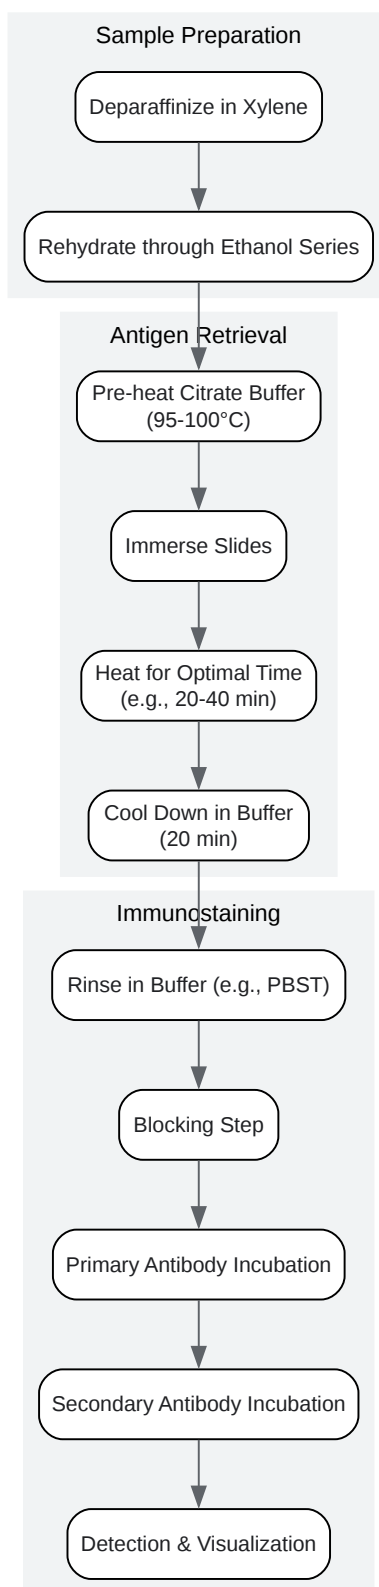 Sample Preparation
Deparaffinize in Xylene
Rehydrate through Ethanol Series
Antigen Retrieval
Pre-heat Citrate Buffer
(95-100°C)
Immerse Slides
Heat for Optimal Time
(e.g., 20-40 min)
Cool Down in Buffer
(20 min)
Immunostaining
Rinse in Buffer (e.g., PBST)
Blocking Step
Primary Antibody Incubation
Secondary Antibody Incubation
Detection & Visualization